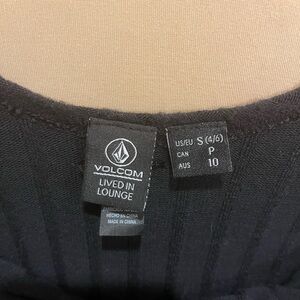 VOLCOM
LIVED IN
LOUNGE
HECHO EN CHINA
MADE IN CHINA
US/EU S (4/6)
CAN P
AUS 10